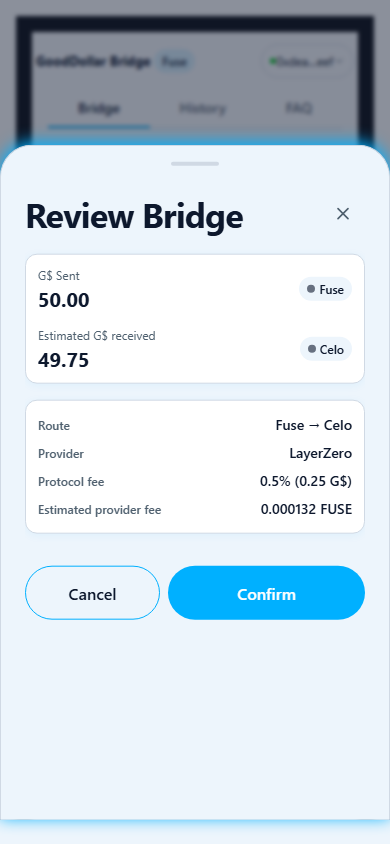 GoodDollar Bridge Fuse
Bridge History FAQ
Review Bridge
G$ Sent
50.00
Fuse
Estimated G$ received
49.75
Celo
Route Fuse → Celo
Provider LayerZero
Protocol fee 0.5% (0.25 G$)
Estimated provider fee 0.000132 FUSE
Cancel Confirm